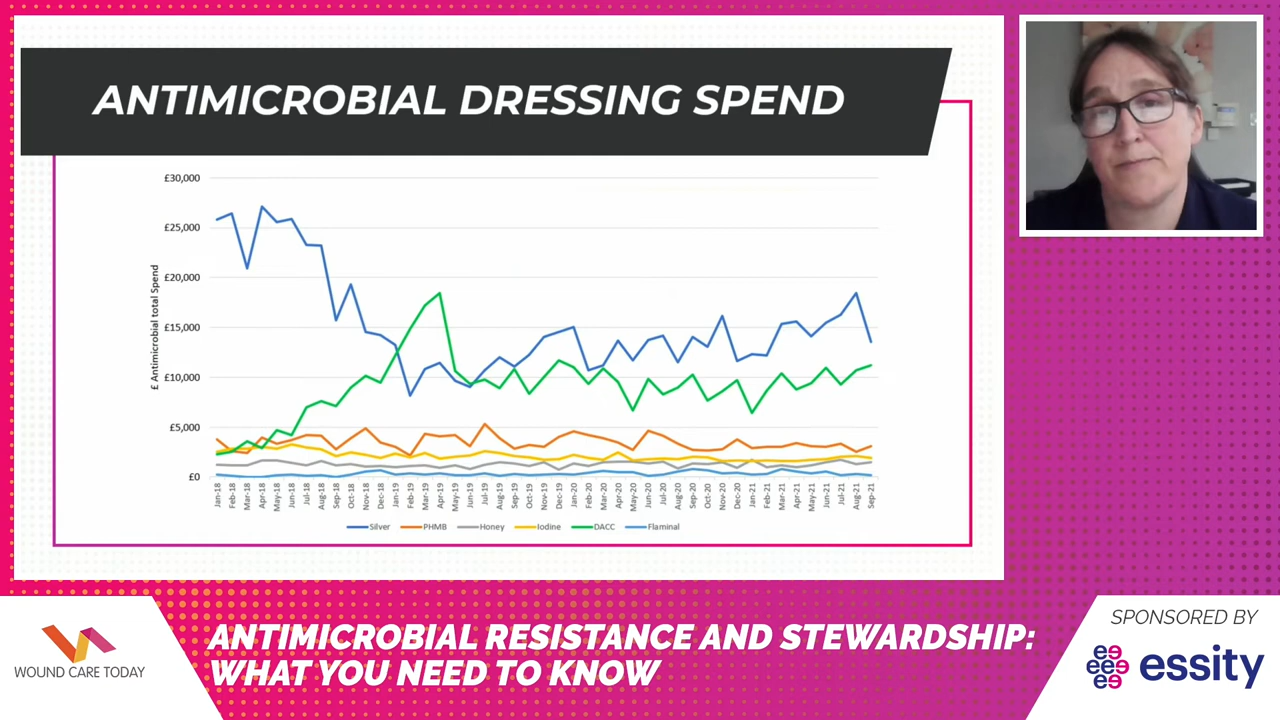 ANTIMICROBIAL DRESSING SPEND
£ Antimicrobial total Spend
£30,000
£25,000
£20,000
£15,000
£10,000
£5,000
£0
Jan-18
Feb-18
Mar-18
Apr-18
May-18
Jun-18
Jul-18
Aug-18
Sep-18
Oct-18
Nov-18
Dec-18
Jan-19
Feb-19
Mar-19
Apr-19
May-19
Jun-19
Jul-19
Aug-19
Sep-19
Oct-19
Nov-19
Dec-19
Jan-20
Feb-20
Mar-20
Apr-20
May-20
Jun-20
Jul-20
Aug-20
Sep-20
Oct-20
Nov-20
Dec-20
Jan-21
Feb-21
Mar-21
Apr-21
May-21
Jun-21
Jul-21
Aug-21
Sep-21
Silver PHMB Honey Iodine DACC Flaminal
WOUND CARE TODAY
ANTIMICROBIAL RESISTANCE AND STEWARDSHIP:
WHAT YOU NEED TO KNOW
SPONSORED BY
essity